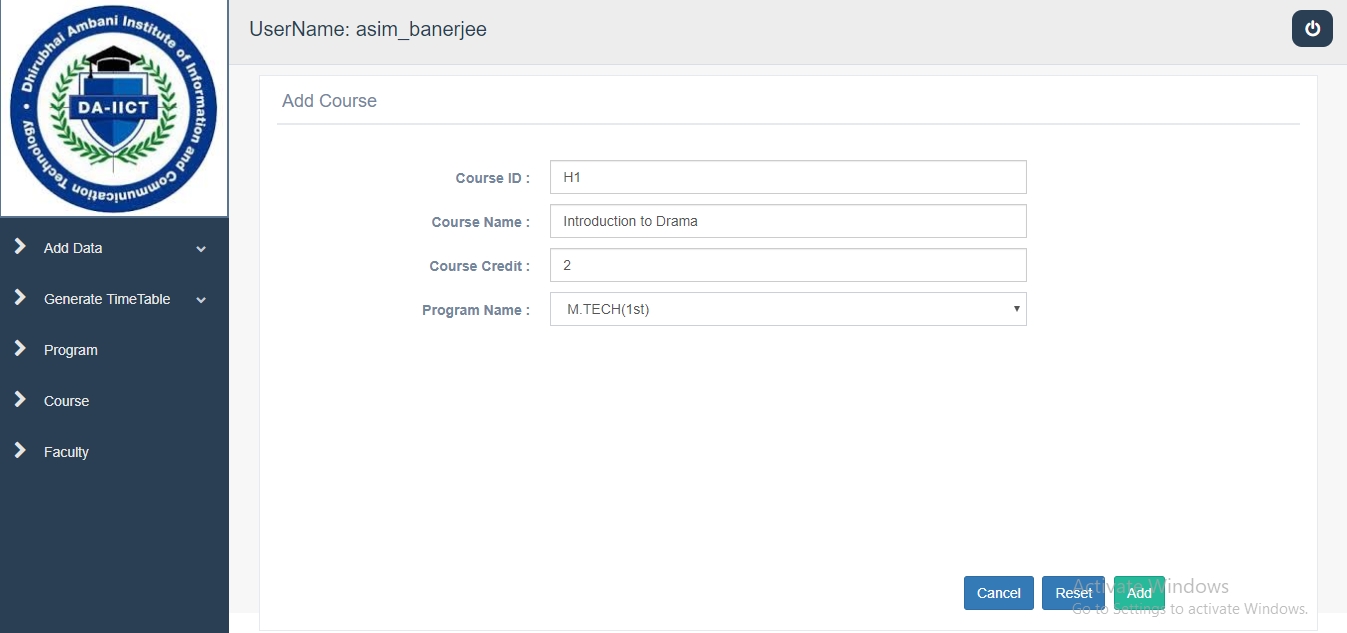 Dhirubhai Ambani Institute of Information and Communication Technology
DA-IICT
UserName: asim_banerjee
Add Data
Generate TimeTable
Program
Course
Faculty
Add Course
Course ID : H1
Course Name : Introduction to Drama
Course Credit : 2
Program Name : M.TECH(1st)
Cancel Reset Add
Activate Windows
Go to Settings to activate Windows.